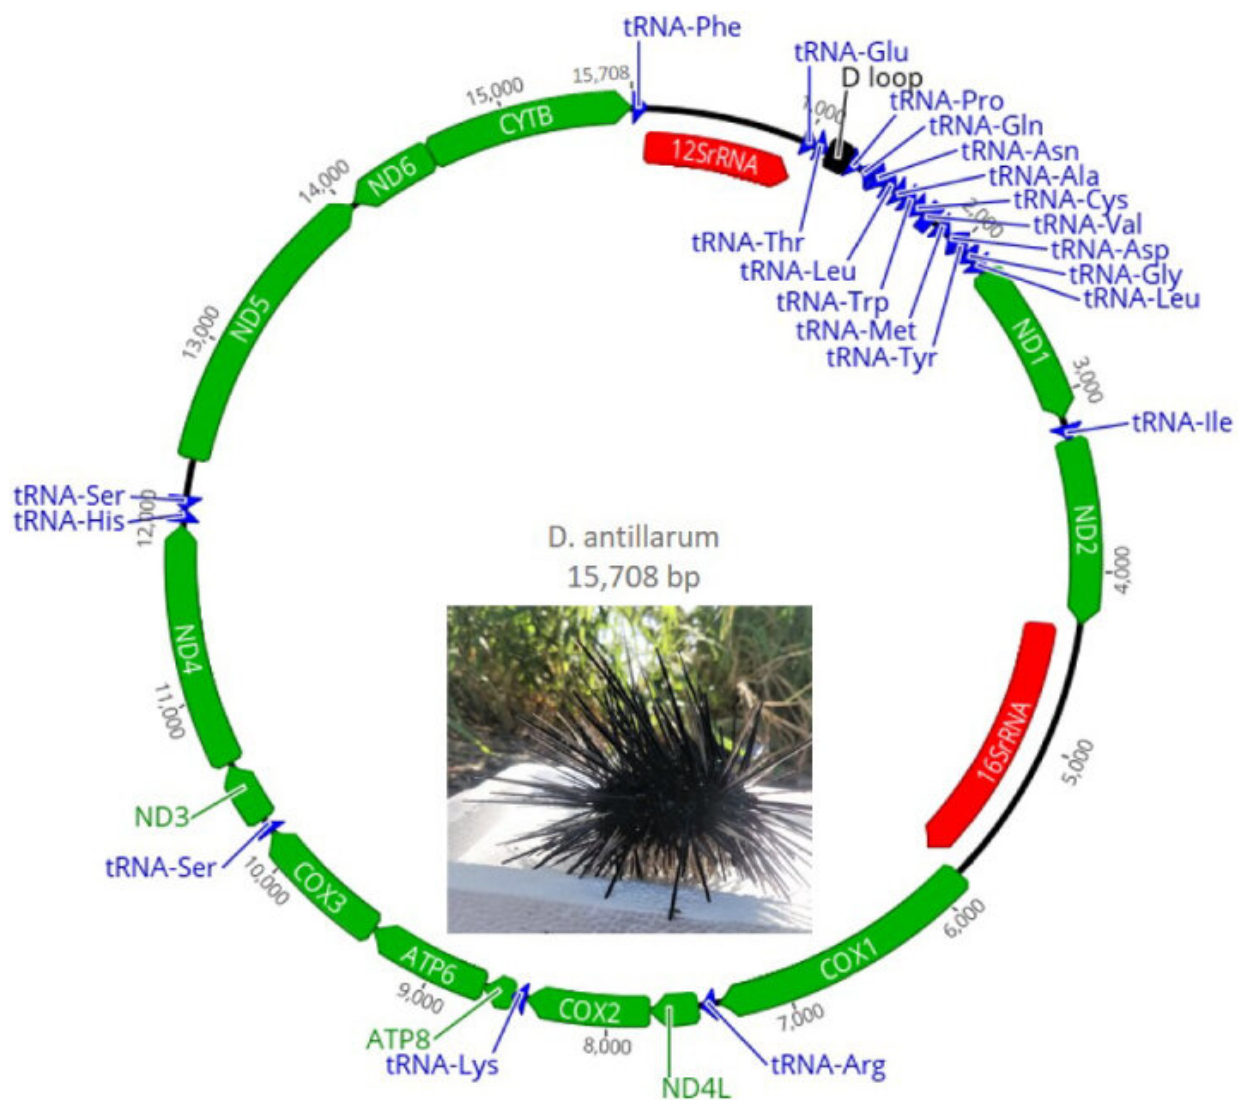 tRNA-Phe
tRNA-Glu
D loop
15,708
15,000
CYTB
1,000
tRNA-Pro
tRNA-Gln
12SrRNA
tRNA-Asn
14,000
ND6
tRNA-Ala
tRNA-Cys
2,000
tRNA-Val
tRNA-Thr
tRNA-Asp
tRNA-Leu
tRNA-Gly
tRNA-Trp
tRNA-Leu
tRNA-Met
13,000
ND5
ND1
tRNA-Tyr
3,000
tRNA-Ile
tRNA-Ser
tRNA-His
12,000
ND2
D. antillarum
15,708 bp
4,000
ND4
11,000
16SrRNA
5,000
ND3
tRNA-Ser
10,000
COX3
6,000
COX1
ATP6
9,000
COX2
7,000
ATP8
8,000
tRNA-Lys
tRNA-Arg
ND4L